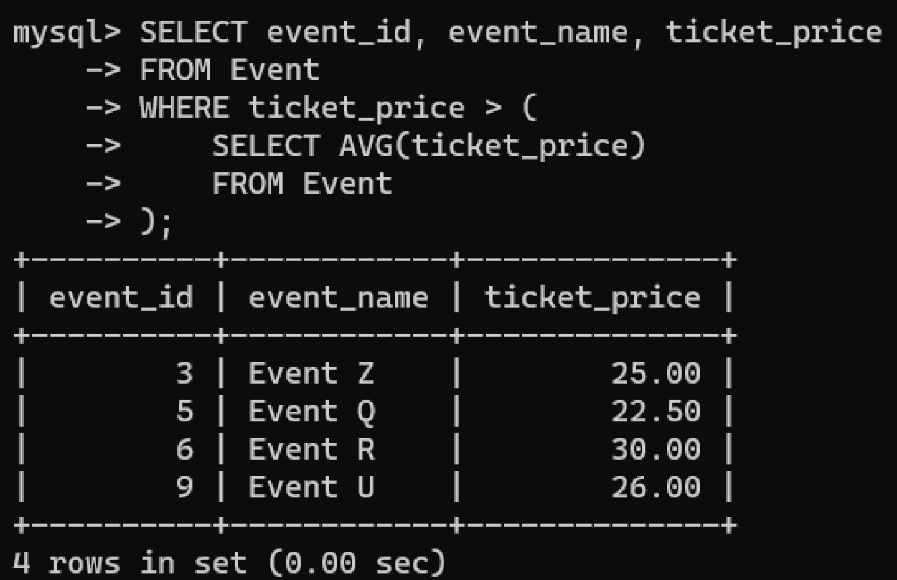 mysql> SELECT event_id, event_name, ticket_price
    -> FROM Event
    -> WHERE ticket_price > (
    ->     SELECT AVG(ticket_price)
    ->     FROM Event
    -> );
+----------+------------+--------------+
| event_id | event_name | ticket_price |
+----------+------------+--------------+
|        3 | Event Z    |        25.00 |
|        5 | Event Q    |        22.50 |
|        6 | Event R    |        30.00 |
|        9 | Event U    |        26.00 |
+----------+------------+--------------+
4 rows in set (0.00 sec)